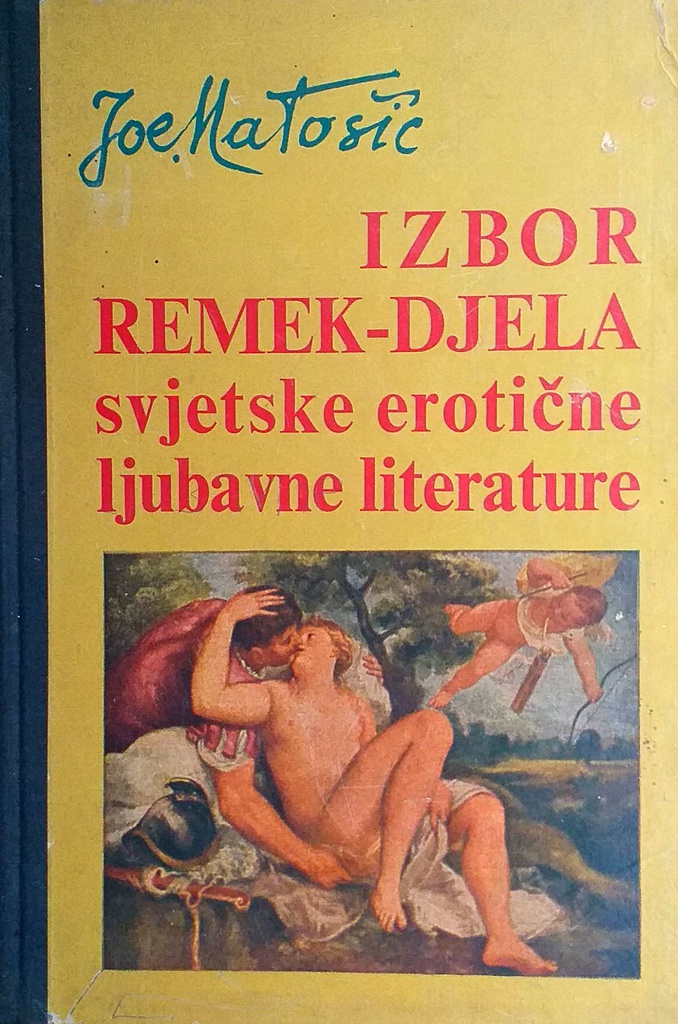 Joe Matošić
IZBOR
REMEK-DJELA
svjetske erotične
ljubavne literature